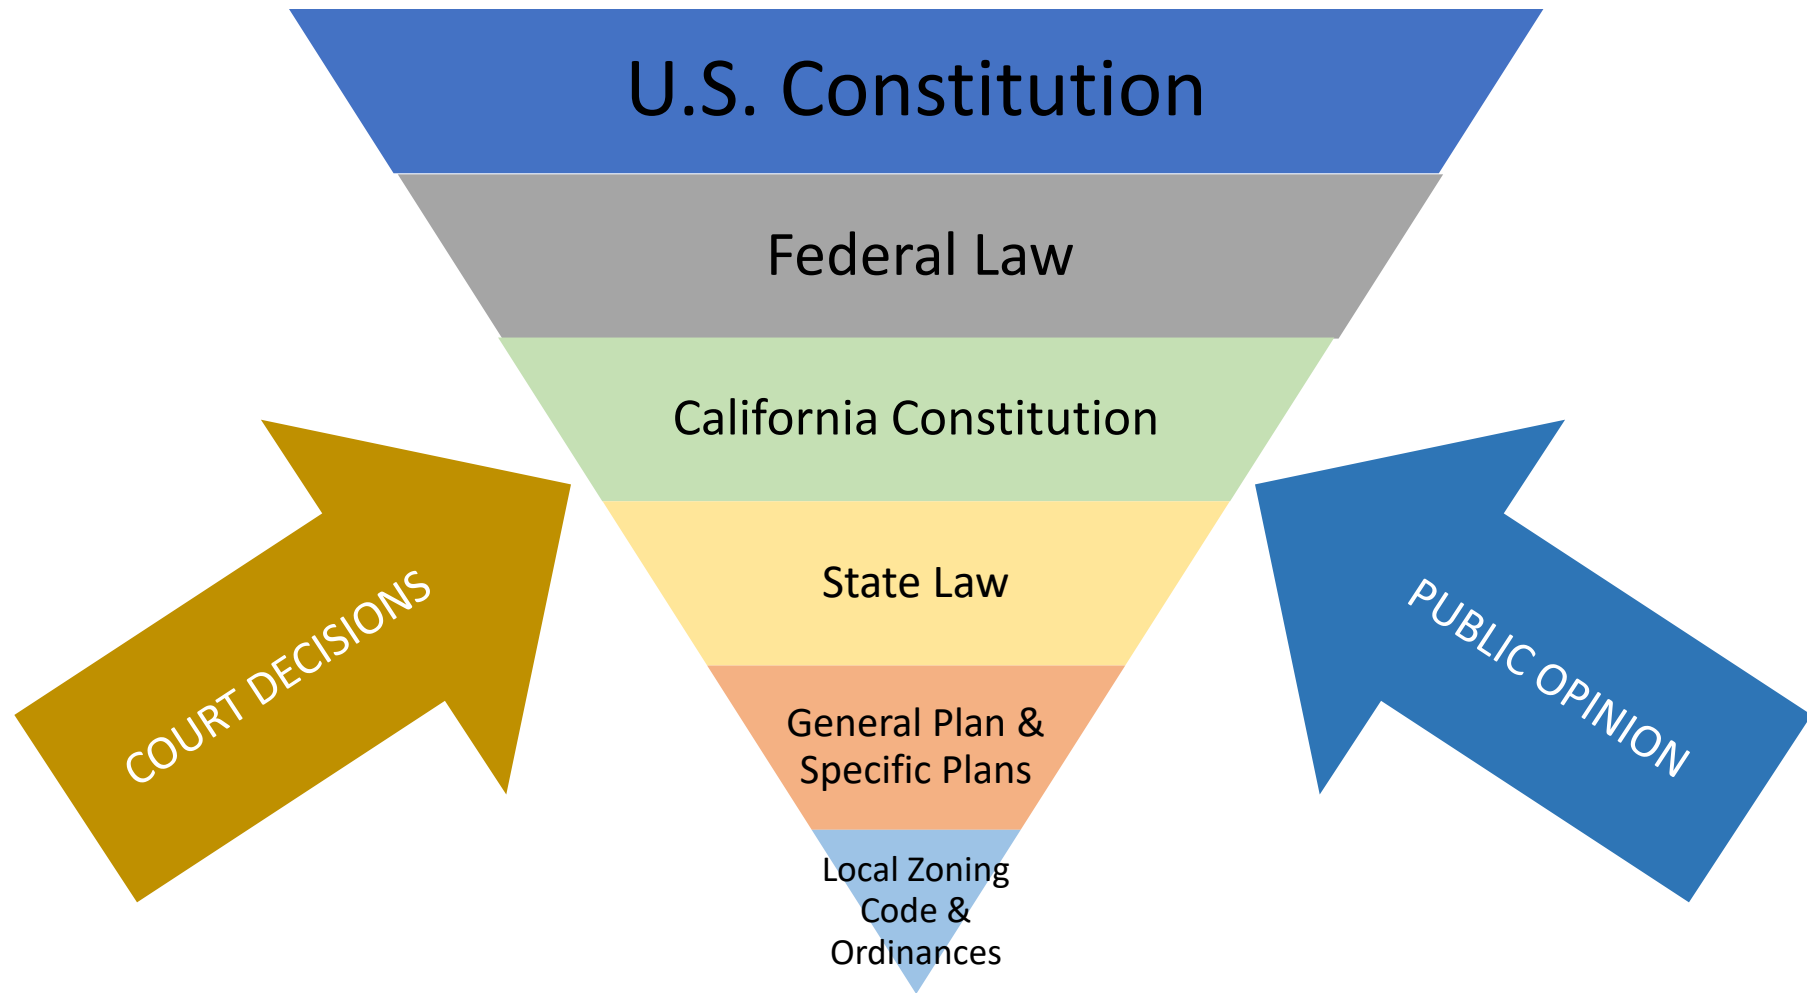 U.S. Constitution
Federal Law
California Constitution
State Law
General Plan &
Specific Plans
Local Zoning
Code &
Ordinances
COURT DECISIONS
PUBLIC OPINION